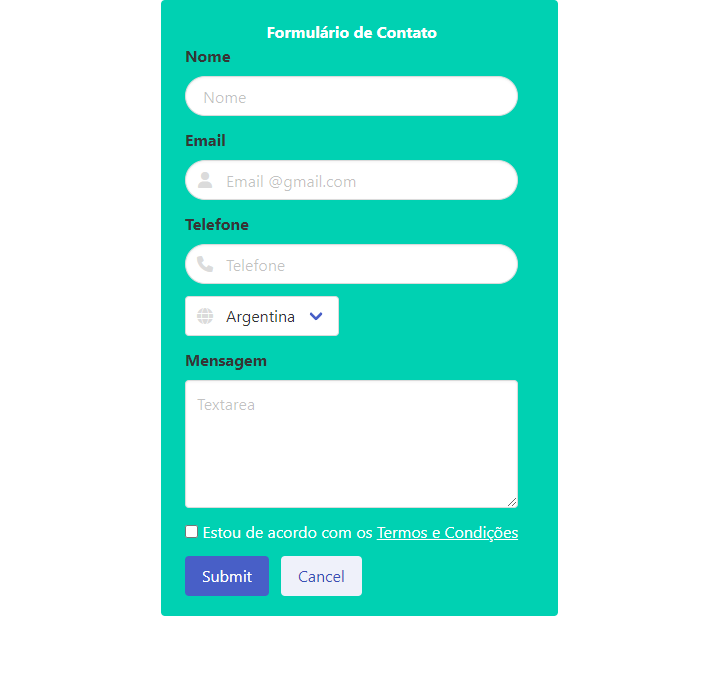 Formulário de Contato
Nome
Nome
Email
Email @gmail.com
Telefone
Telefone
Argentina
Mensagem
Textarea
Estou de acordo com os Termos e Condições
Submit Cancel